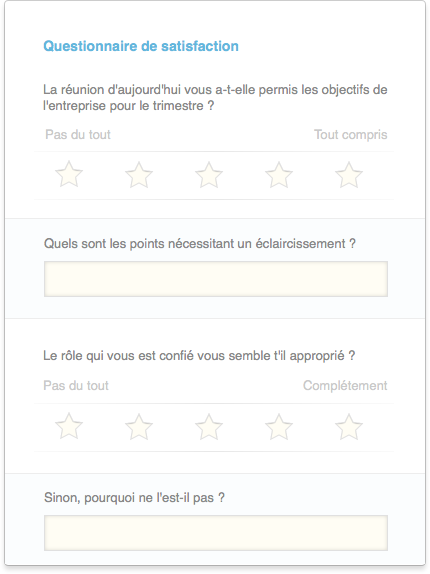 Questionnaire de satisfaction
La réunion d'aujourd'hui vous a-t-elle permis les objectifs de
l'entreprise pour le trimestre ?
Pas du tout Tout compris
Quels sont les points nécessitant un éclaircissement ?
Le rôle qui vous est confié vous semble t'il approprié ?
Pas du tout Complétement
Sinon, pourquoi ne l'est-il pas ?